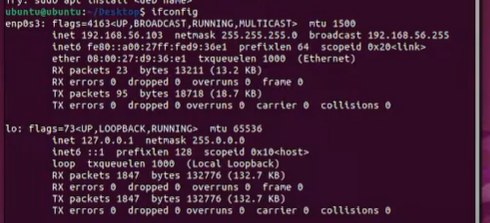 Try: sudo apt install <deb name>
ubuntu@ubuntu:~/Desktop$ ifconfig
enp0s3: flags=4163<UP,BROADCAST,RUNNING,MULTICAST>  mtu 1500
inet 192.168.56.103  netmask 255.255.255.0  broadcast 192.168.56.255
inet6 fe80::a00:27ff:fed9:36e1  prefixlen 64  scopeid 0x20<link>
ether 08:00:27:d9:36:e1  txqueuelen 1000  (Ethernet)
RX packets 23  bytes 13211 (13.2 KB)
RX errors 0  dropped 0  overruns 0  frame 0
TX packets 95  bytes 18718 (18.7 KB)
TX errors 0  dropped 0 overruns 0  carrier 0  collisions 0
lo: flags=73<UP,LOOPBACK,RUNNING>  mtu 65536
inet 127.0.0.1  netmask 255.0.0.0
inet6 ::1  prefixlen 128  scopeid 0x10<host>
loop  txqueuelen 1000  (Local Loopback)
RX packets 1847  bytes 132776 (132.7 KB)
RX errors 0  dropped 0  overruns 0  frame 0
TX packets 1847  bytes 132776 (132.7 KB)
TX errors 0  dropped 0 overruns 0  carrier 0  collisions 0